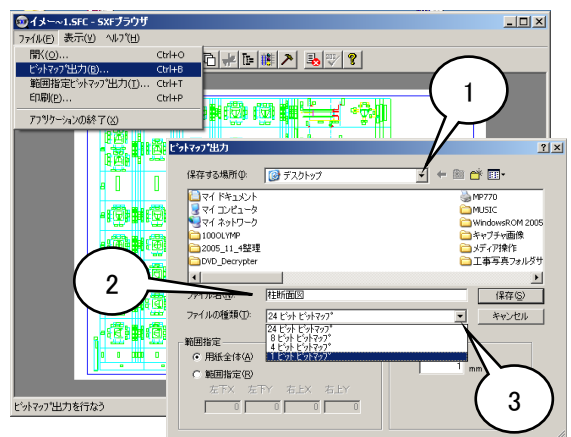 イメ～~1.SFC - SXFブラウザ
ファイル(F) 表示(V) ヘルプ(H)
開く(O)... Ctrl+O
ビットマップ出力(B)... Ctrl+B
範囲指定ビットマップ出力(T)... Ctrl+T
印刷(P)... Ctrl+P
アプリケーションの終了(X)
1
ビットマップ出力
保存する場所(I): デスクトップ
マイ ドキュメント
マイ コンピュータ
マイ ネットワーク
100OLYMP
2005_11_4整理
DVD_Decrypter
MP770
MUSIC
WindowsROM 2005
キャプチャ画像
メディア操作
工事写真フォルダサ
2
ファイル名(N): 柱断面図 保存(S)
ファイルの種類(T): 24 ビット ビットマップ キャンセル
24 ビット ビットマップ
8 ビット ビットマップ
4 ビット ビットマップ
1 ビット ビットマップ
範囲指定
用紙全体(A)
範囲指定(R)
1 mm
左下X 左下Y 右上X 右上Y
0 0 0 0
3
ビットマップ出力を行なう